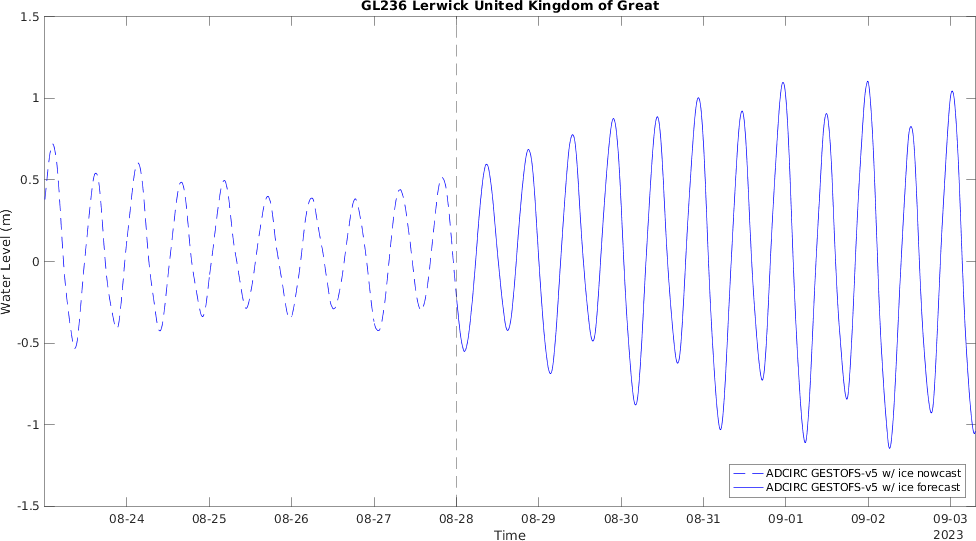 GL236 Lerwick United Kingdom of Great
1.5
1
0.5
0
-0.5
-1
-1.5
Water Level (m)
ADCIRC GESTOFS-v5 w/ ice nowcast
ADCIRC GESTOFS-v5 w/ ice forecast
08-24 08-25 08-26 08-27 08-28 08-29 08-30 08-31 09-01 09-02 09-03
Time
2023